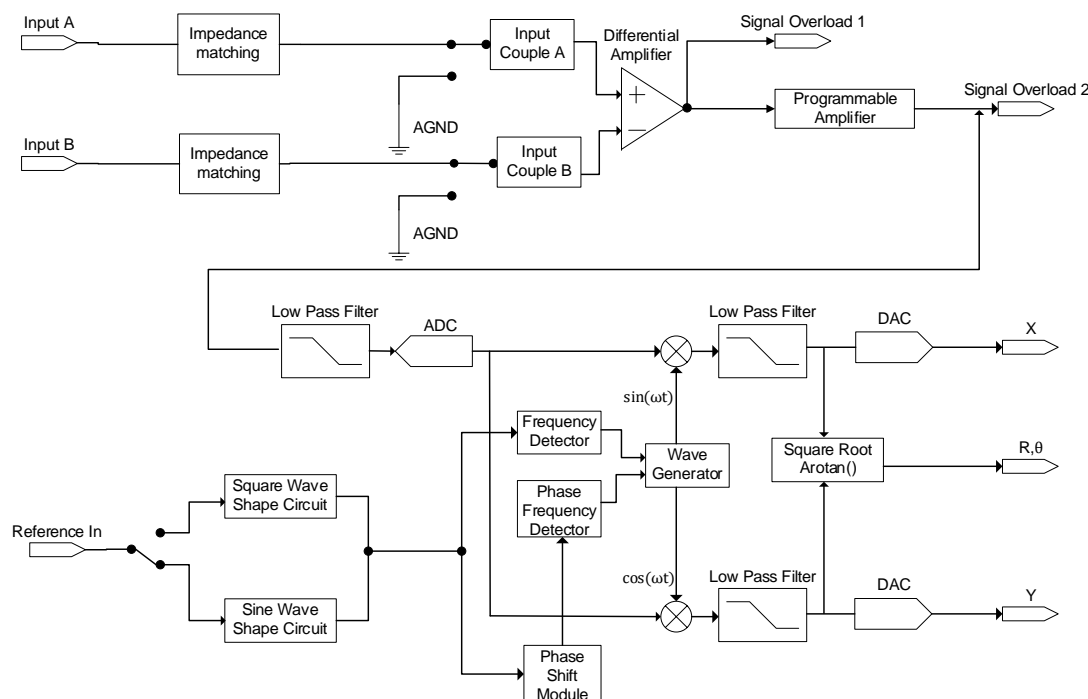 Input A
Impedance
matching
Input
Couple A
Differential
Amplifier
+
−
Signal Overload 1
Programmable
Amplifier
Signal Overload 2
AGND
Input B
Impedance
matching
Input
Couple B
AGND
Low Pass Filter
ADC
Low Pass Filter
DAC
X
sin(ωt)
Frequency
Detector
Wave
Generator
Square Root
Arotan()
R,θ
Phase
Frequency
Detector
Square Wave
Shape Circuit
Reference In
Sine Wave
Shape Circuit
cos(ωt)
Low Pass Filter
DAC
Y
Phase
Shift
Module